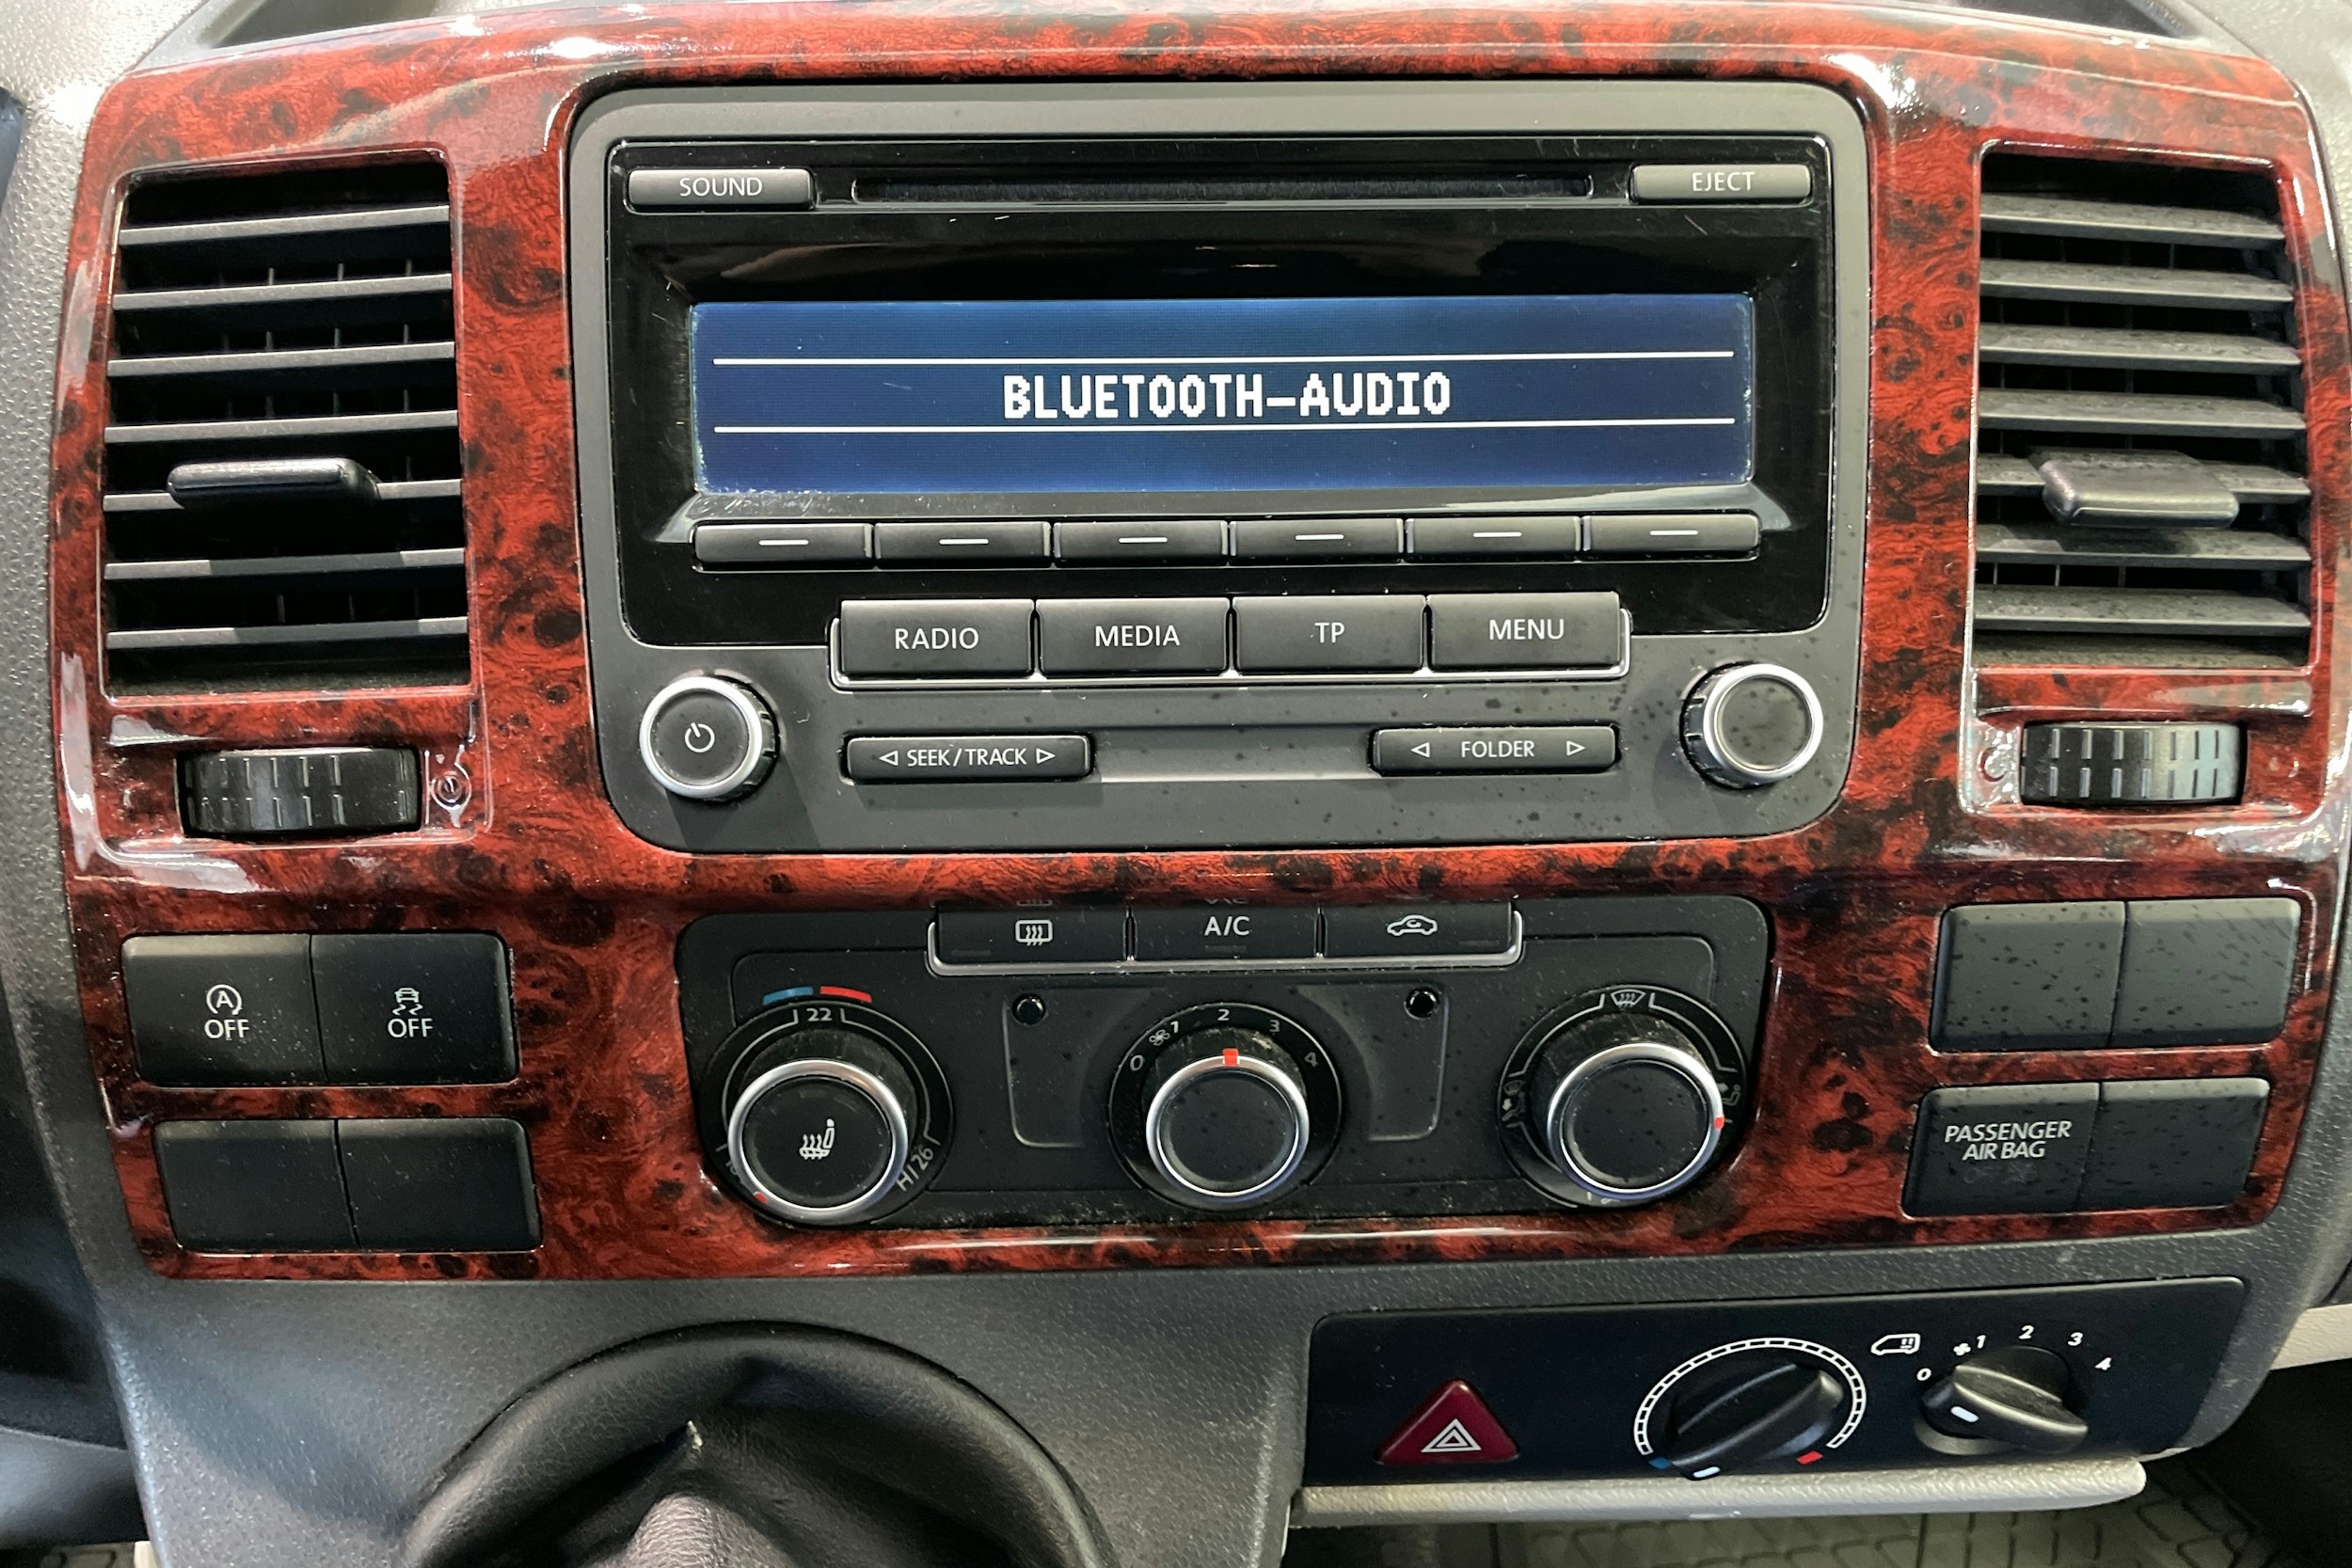 SOUND
EJECT
BLUETOOTH-AUDIO
RADIO
MEDIA
TP
MENU
SEEK/TRACK
FOLDER
A/C
A
OFF
OFF
22
HI 26
0 1 2 3 4
PASSENGER
AIR BAG
0 1 2 3 4